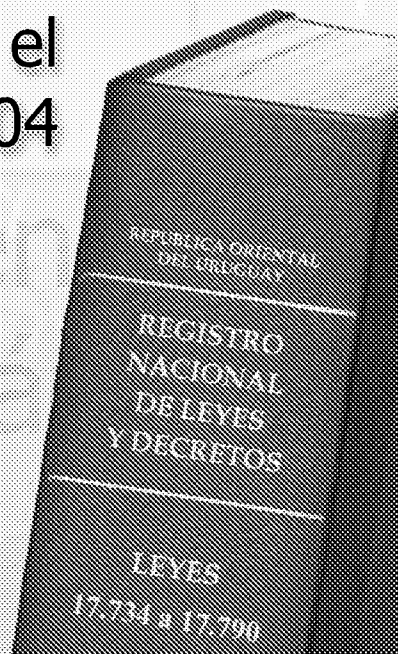 el
04
REPUBLICA ORIENTAL
DEL URUGUAY
REGISTRO
NACIONAL
DE LEYES
Y DECRETOS
LEYES
17.734 a 17.790